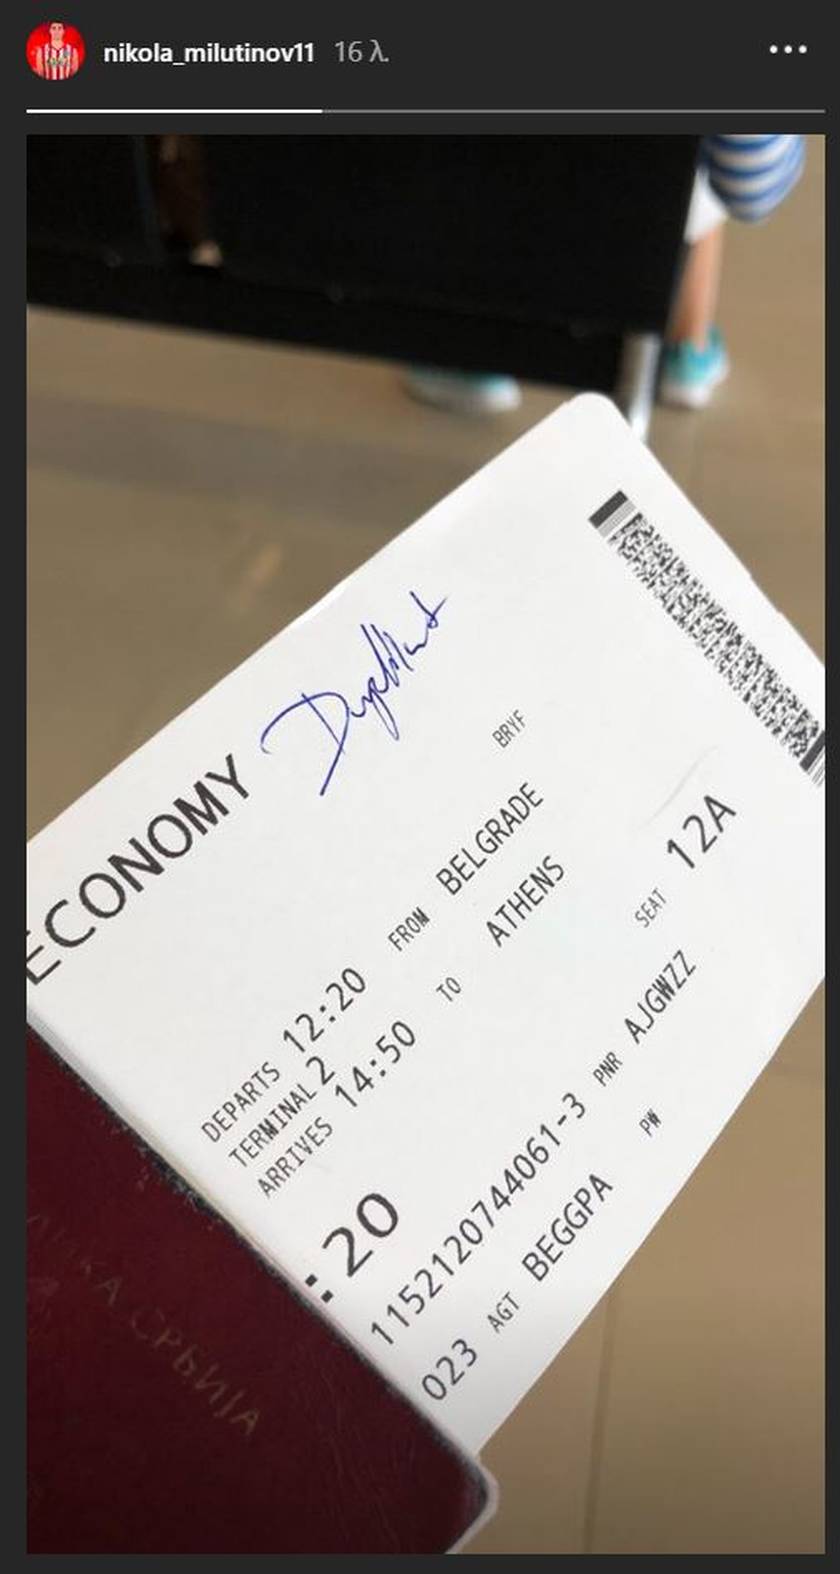 nikola_milutinov11 16 λ.
ECONOMY
BRYF
DEPARTS 12:20 FROM BELGRADE
TERMINAL 2
ARRIVES 14:50 TO ATHENS
SEAT 12A
:20
1152120744061-3 PNR AJGWZZ
023 AGT BEGGPA PW
СРБИЈА